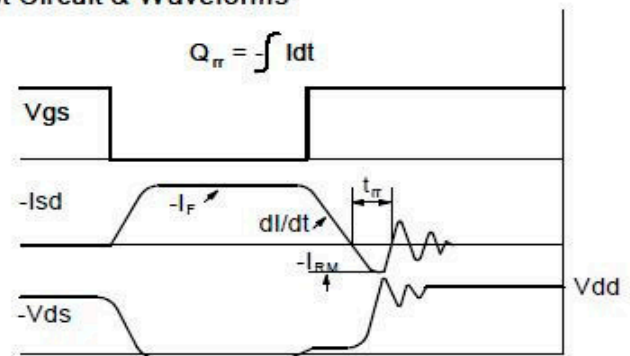 Circuit & Waveforms
Qrr = -∫ Idt
Vgs
-Isd
-IF
dI/dt
trr
-IRM
-Vds
Vdd